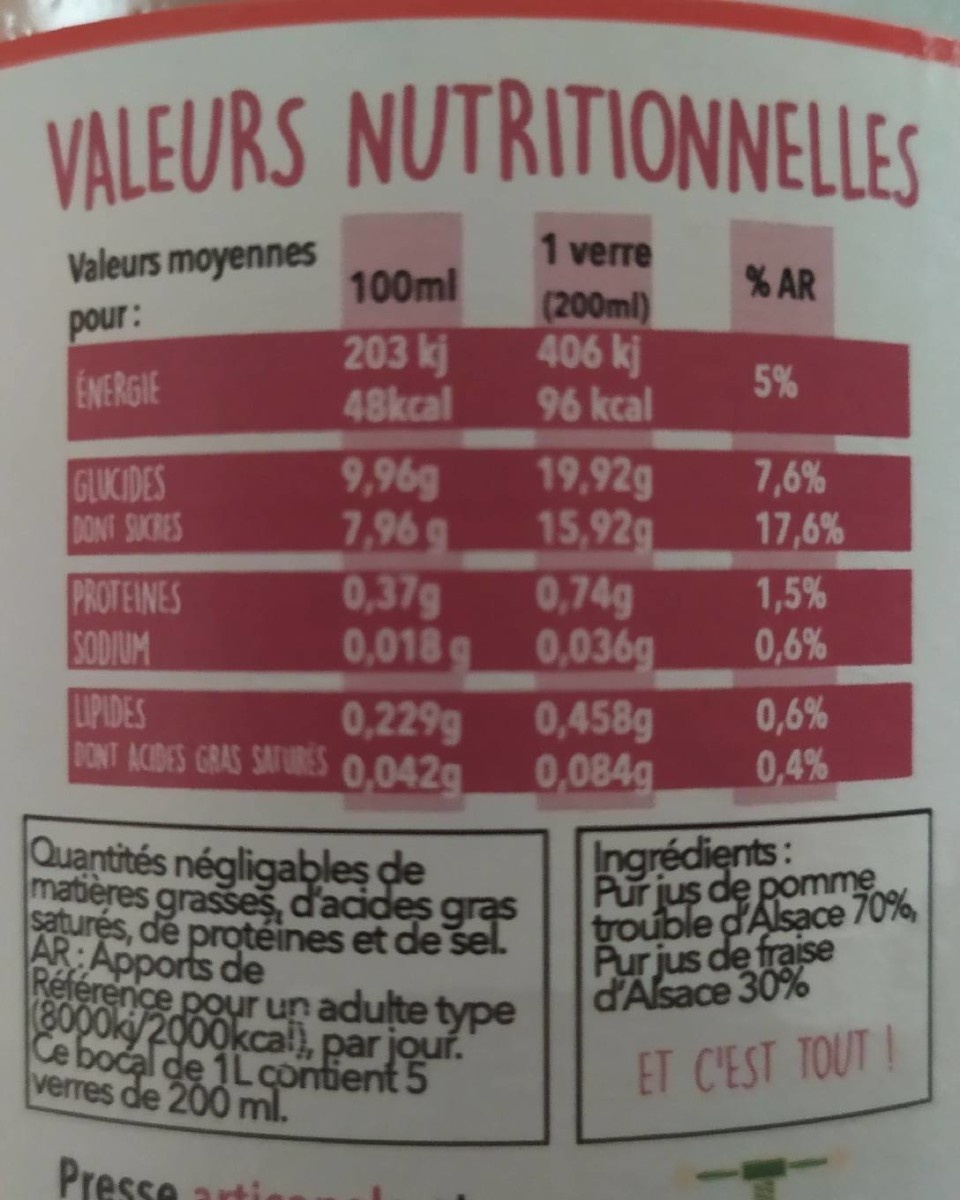 VALEURS NUTRITIONNELLES
Valeurs moyennes pour : 100ml 1 verre (200ml) % AR
ÉNERGIE 203 kj 406 kj 5%
48kcal 96 kcal
GLUCIDES 9,96g 19,92g 7,6%
DONT SUCRES 7,96 g 15,92g 17,6%
PROTEINES 0,37g 0,74g 1,5%
SODIUM 0,018 g 0,036g 0,6%
LIPIDES 0,229g 0,458g 0,6%
DONT ACIDES GRAS SATURÉS 0,042g 0,084g 0,4%
Quantités négligables de
matières grasses, d'acides gras
saturés, de protéines et de sel.
AR : Apports de
Référence pour un adulte type
(8000kj/2000kcal), par jour.
Ce bocal de 1L contient 5
verres de 200 ml.
Ingrédients :
Pur jus de pomme
trouble d'Alsace 70%,
Pur jus de fraise
d'Alsace 30%
ET C'EST TOUT !
Presse